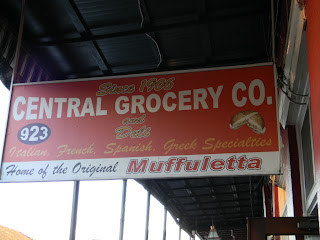 Since 1906
CENTRAL GROCERY CO.
and
923 Deli
Italian, French, Spanish, Greek Specialties
Home of the Original Muffuletta